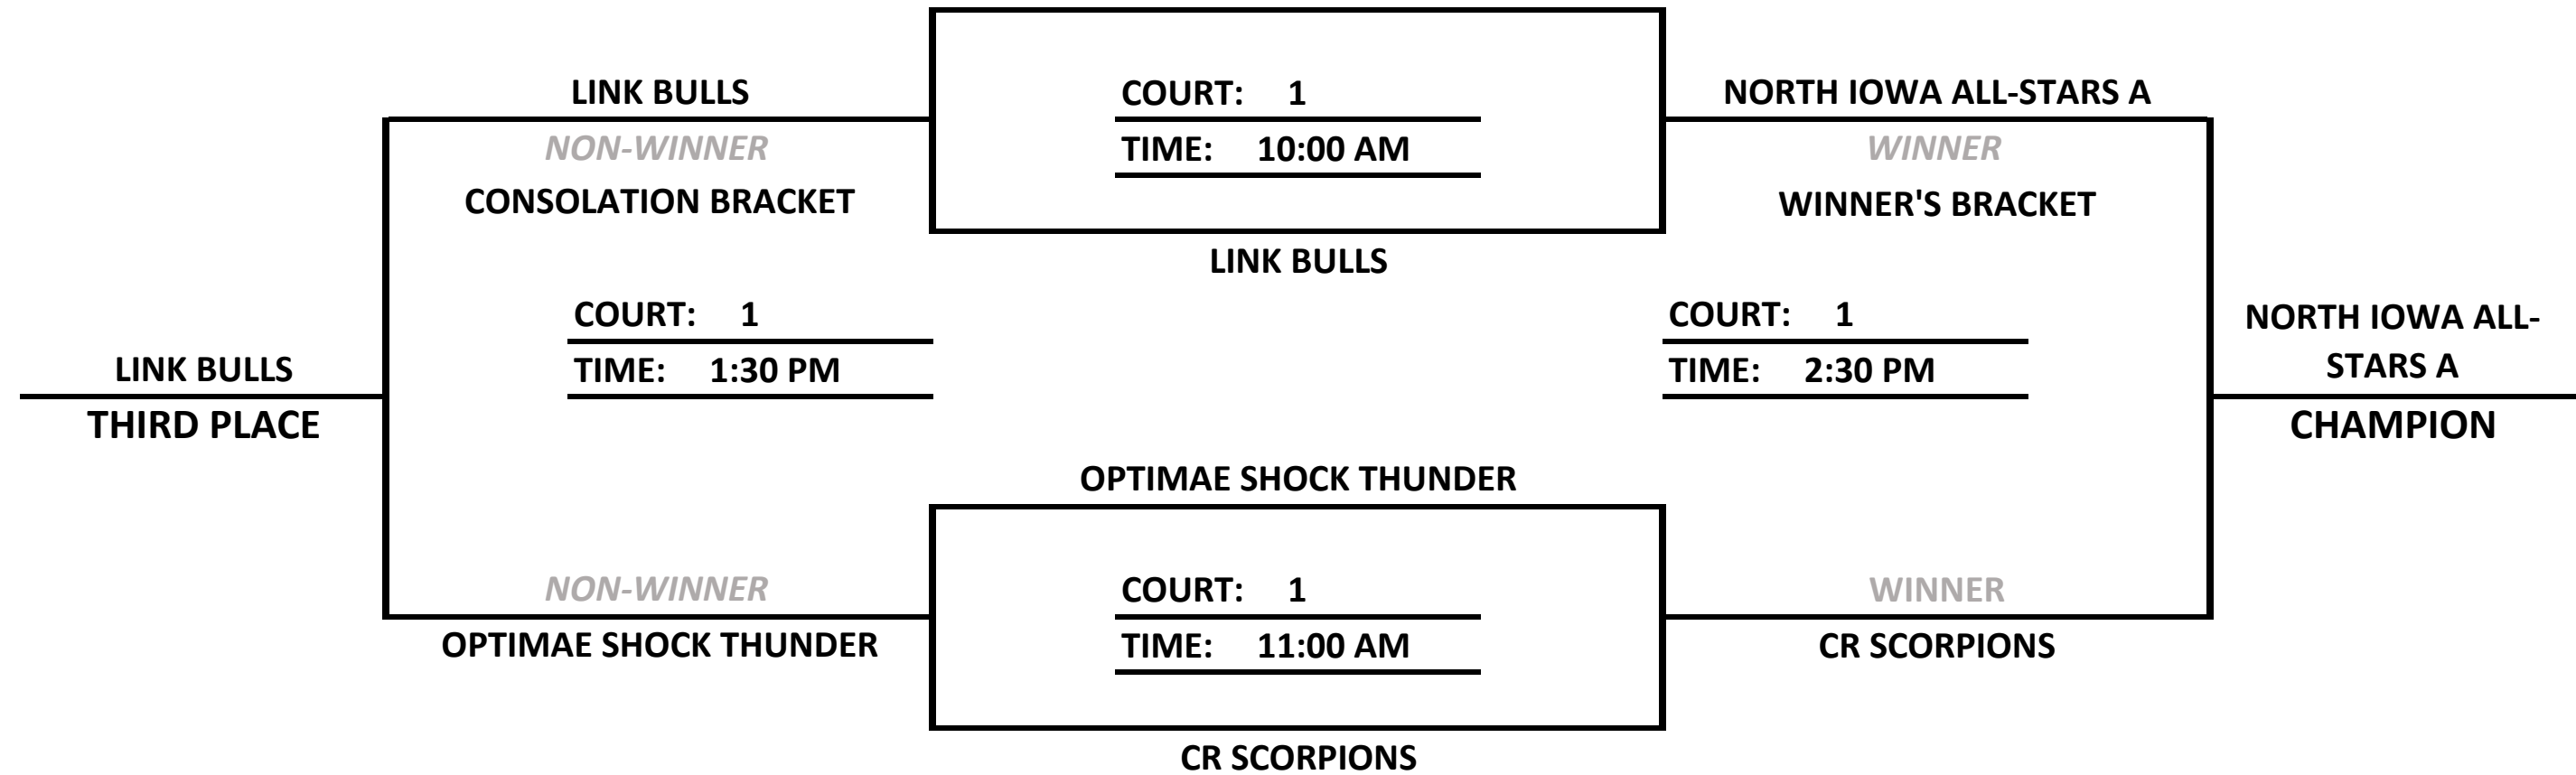 LINK BULLS
COURT: 1
NORTH IOWA ALL-STARS A
NON-WINNER
TIME: 10:00 AM
WINNER
CONSOLATION BRACKET
WINNER'S BRACKET
LINK BULLS
COURT: 1
COURT: 1
NORTH IOWA ALL-
STARS A
LINK BULLS
TIME: 1:30 PM
TIME: 2:30 PM
THIRD PLACE
CHAMPION
OPTIMAE SHOCK THUNDER
NON-WINNER
COURT: 1
WINNER
OPTIMAE SHOCK THUNDER
TIME: 11:00 AM
CR SCORPIONS
CR SCORPIONS